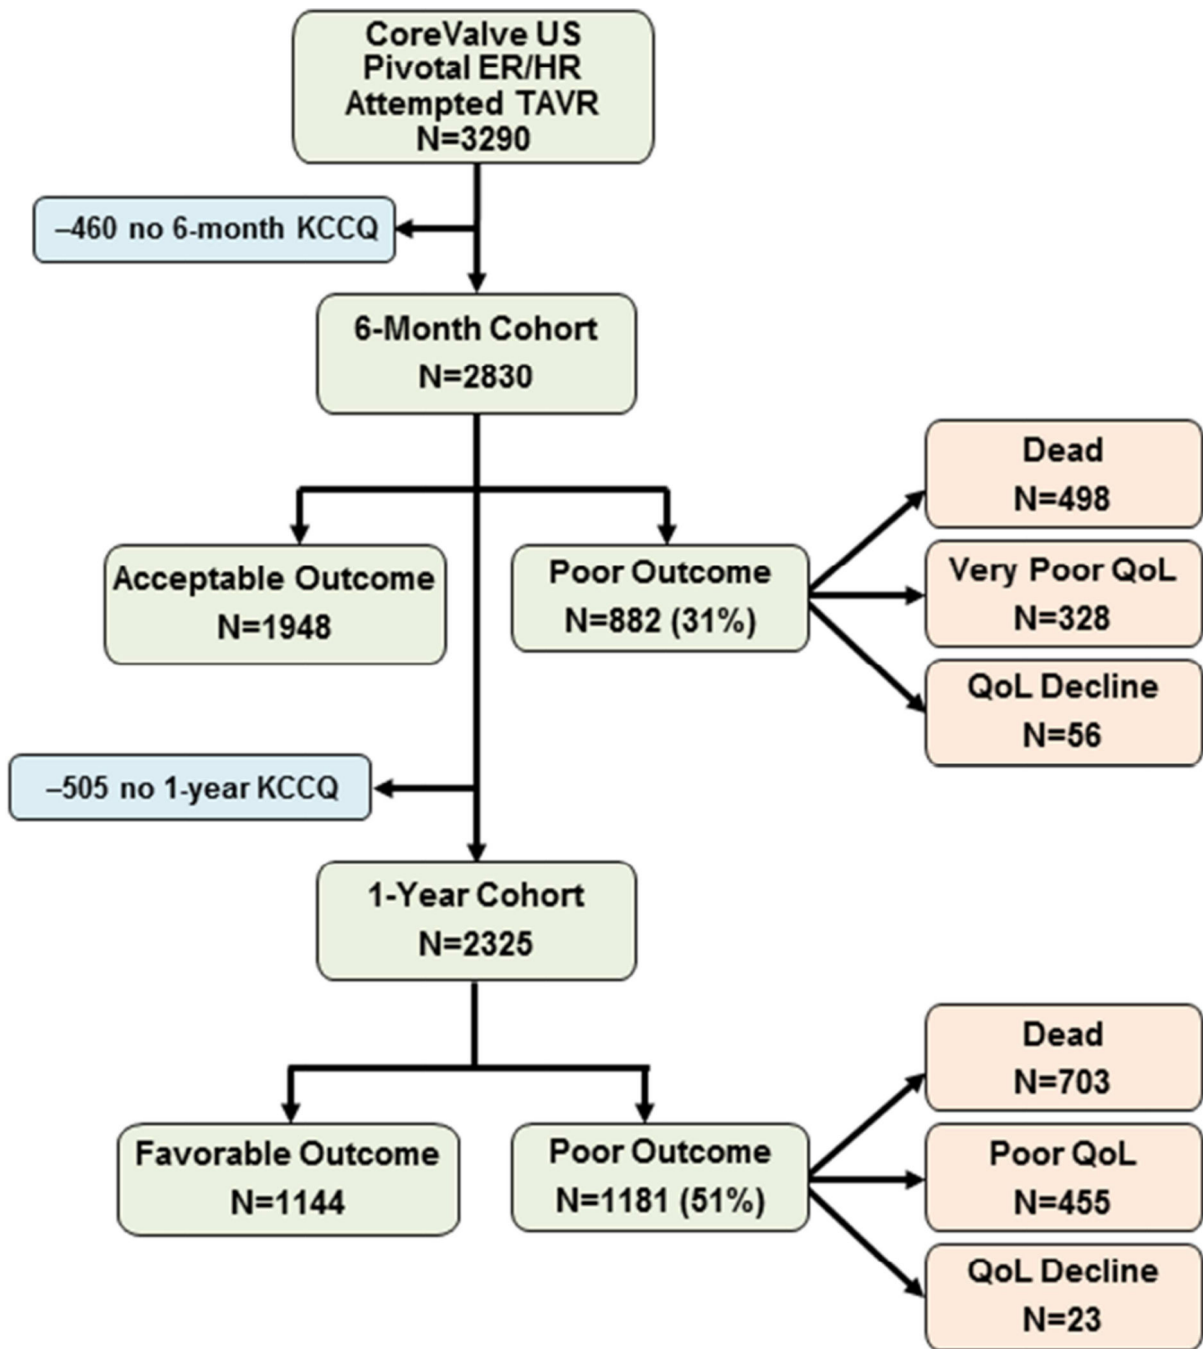 CoreValve US
Pivotal ER/HR
Attempted TAVR
N=3290
–460 no 6-month KCCQ
6-Month Cohort
N=2830
Acceptable Outcome
N=1948
Poor Outcome
N=882 (31%)
Dead
N=498
Very Poor QoL
N=328
QoL Decline
N=56
–505 no 1-year KCCQ
1-Year Cohort
N=2325
Favorable Outcome
N=1144
Poor Outcome
N=1181 (51%)
Dead
N=703
Poor QoL
N=455
QoL Decline
N=23